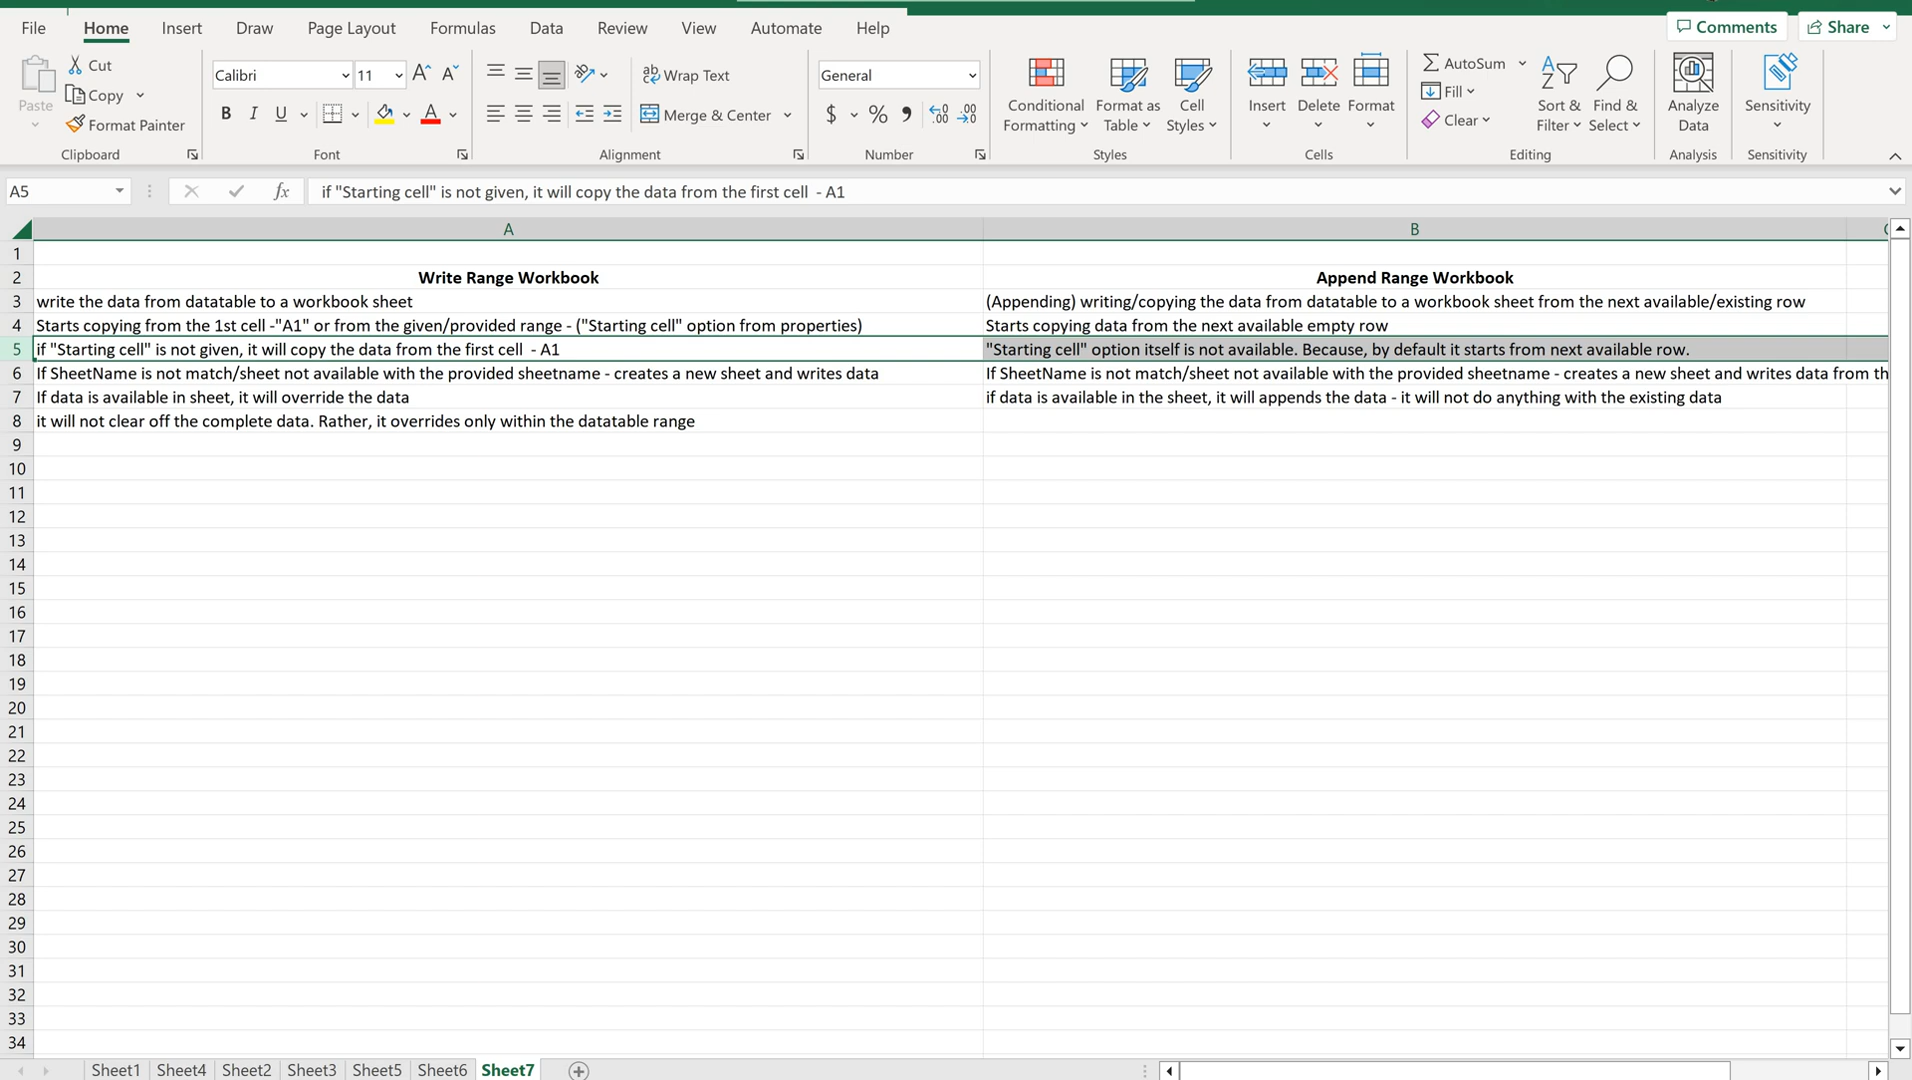 File Home Insert Draw Page Layout Formulas Data Review View Automate Help Comments Share
Paste Cut Copy Format Painter Clipboard
Calibri 11 B I U A Font
ab Wrap Text Merge & Center Alignment
General $ % Number
Conditional Formatting Format as Table Cell Styles Styles
Insert Delete Format Cells
AutoSum Fill Clear Sort & Filter Find & Select Editing
Analyze Data Analysis
Sensitivity Sensitivity
A5 fx if "Starting cell" is not given, it will copy the data from the first cell - A1
A B
1
2 Write Range Workbook Append Range Workbook
3 write the data from datatable to a workbook sheet (Appending) writing/copying the data from datatable to a workbook sheet from the next available/existing row
4 Starts copying from the 1st cell -"A1" or from the given/provided range - ("Starting cell" option from properties) Starts copying data from the next available empty row
5 if "Starting cell" is not given, it will copy the data from the first cell - A1 "Starting cell" option itself is not available. Because, by default it starts from next available row.
6 If SheetName is not match/sheet not available with the provided sheetname - creates a new sheet and writes data If SheetName is not match/sheet not available with the provided sheetname - creates a new sheet and writes data from th
7 If data is available in sheet, it will override the data if data is available in the sheet, it will appends the data - it will not do anything with the existing data
8 it will not clear off the complete data. Rather, it overrides only within the datatable range
9
10
11
12
13
14
15
16
17
18
19
20
21
22
23
24
25
26
27
28
29
30
31
32
33
34
Sheet1 Sheet4 Sheet2 Sheet3 Sheet5 Sheet6 Sheet7